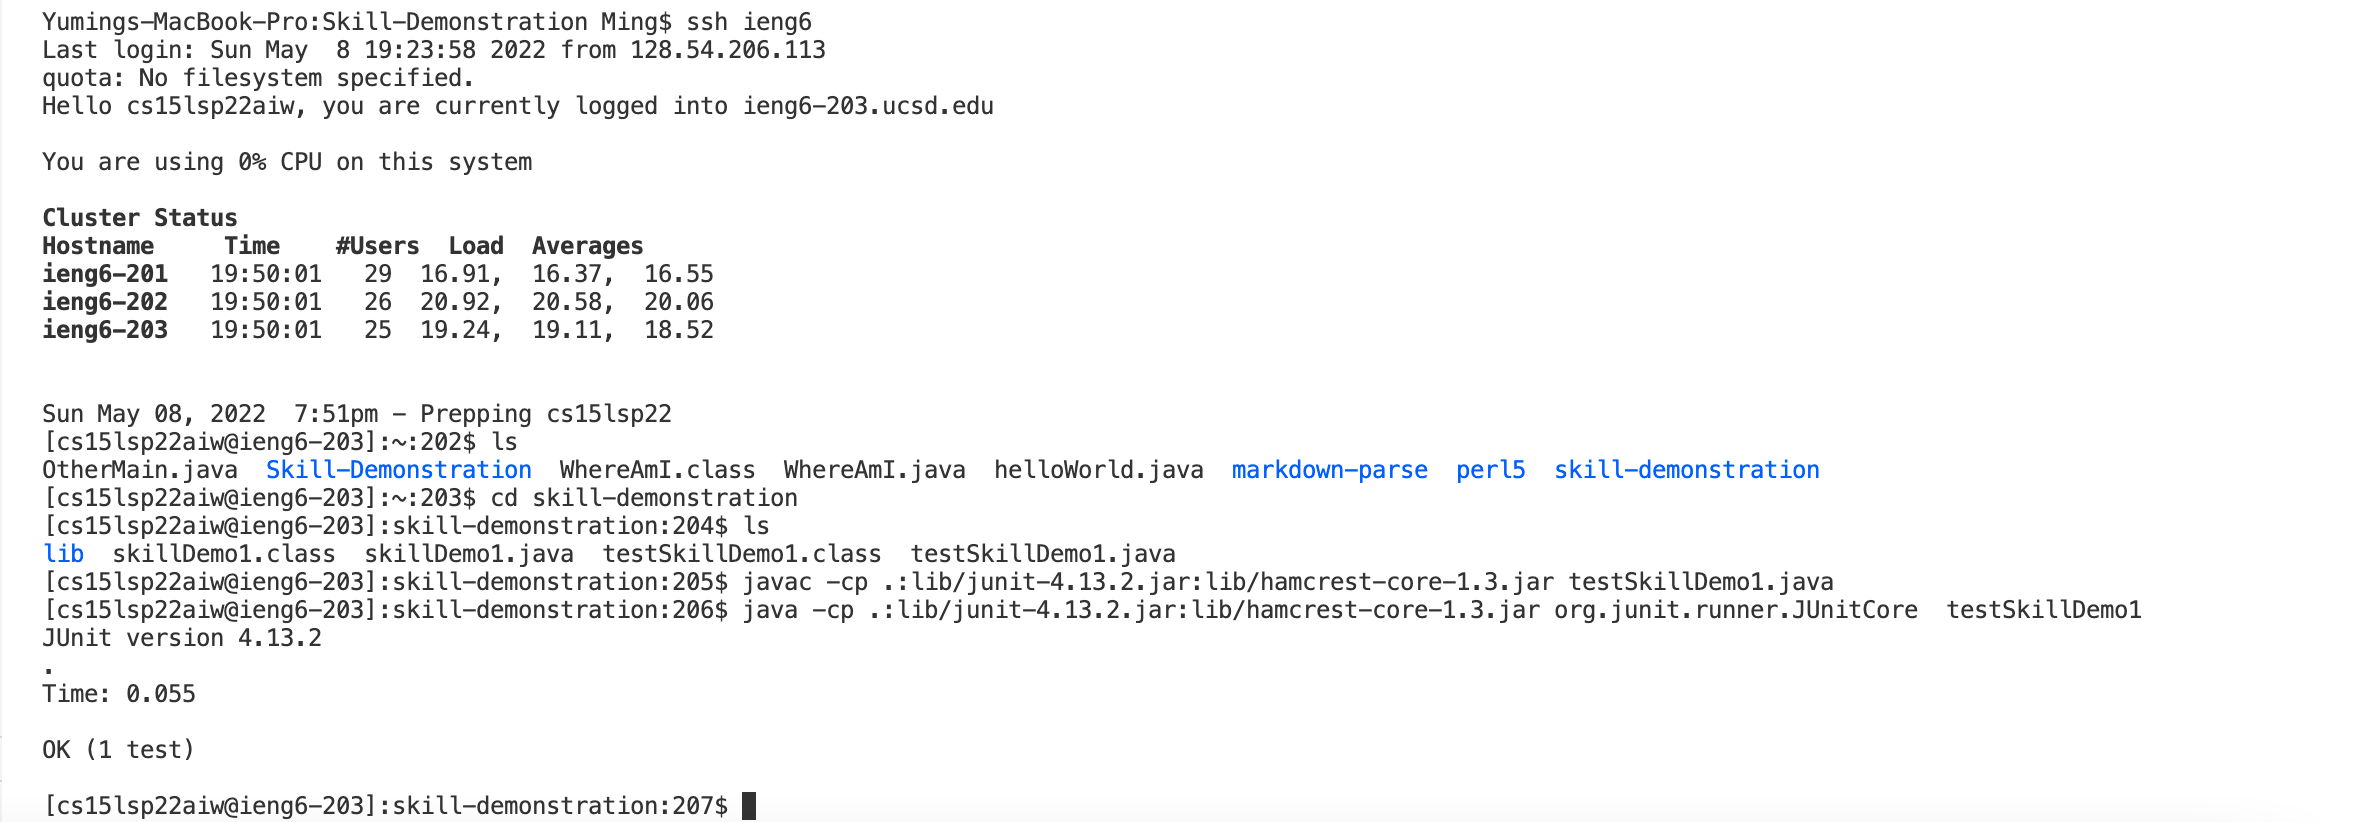 Yumings-MacBook-Pro:Skill-Demonstration Ming$ ssh ieng6
Last login: Sun May  8 19:23:58 2022 from 128.54.206.113
quota: No filesystem specified.
Hello cs15lsp22aiw, you are currently logged into ieng6-203.ucsd.edu
You are using 0% CPU on this system
Cluster Status
Hostname     Time    #Users  Load  Averages
ieng6-201   19:50:01   29  16.91,  16.37,  16.55
ieng6-202   19:50:01   26  20.92,  20.58,  20.06
ieng6-203   19:50:01   25  19.24,  19.11,  18.52
Sun May 08, 2022  7:51pm - Prepping cs15lsp22
[cs15lsp22aiw@ieng6-203]:~:202$ ls
OtherMain.java  Skill-Demonstration  WhereAmI.class  WhereAmI.java  helloWorld.java  markdown-parse  perl5  skill-demonstration
[cs15lsp22aiw@ieng6-203]:~:203$ cd skill-demonstration
[cs15lsp22aiw@ieng6-203]:skill-demonstration:204$ ls
lib  skillDemo1.class  skillDemo1.java  testSkillDemo1.class  testSkillDemo1.java
[cs15lsp22aiw@ieng6-203]:skill-demonstration:205$ javac -cp .:lib/junit-4.13.2.jar:lib/hamcrest-core-1.3.jar testSkillDemo1.java
[cs15lsp22aiw@ieng6-203]:skill-demonstration:206$ java -cp .:lib/junit-4.13.2.jar:lib/hamcrest-core-1.3.jar org.junit.runner.JUnitCore  testSkillDemo1
JUnit version 4.13.2
.
Time: 0.055
OK (1 test)
[cs15lsp22aiw@ieng6-203]:skill-demonstration:207$